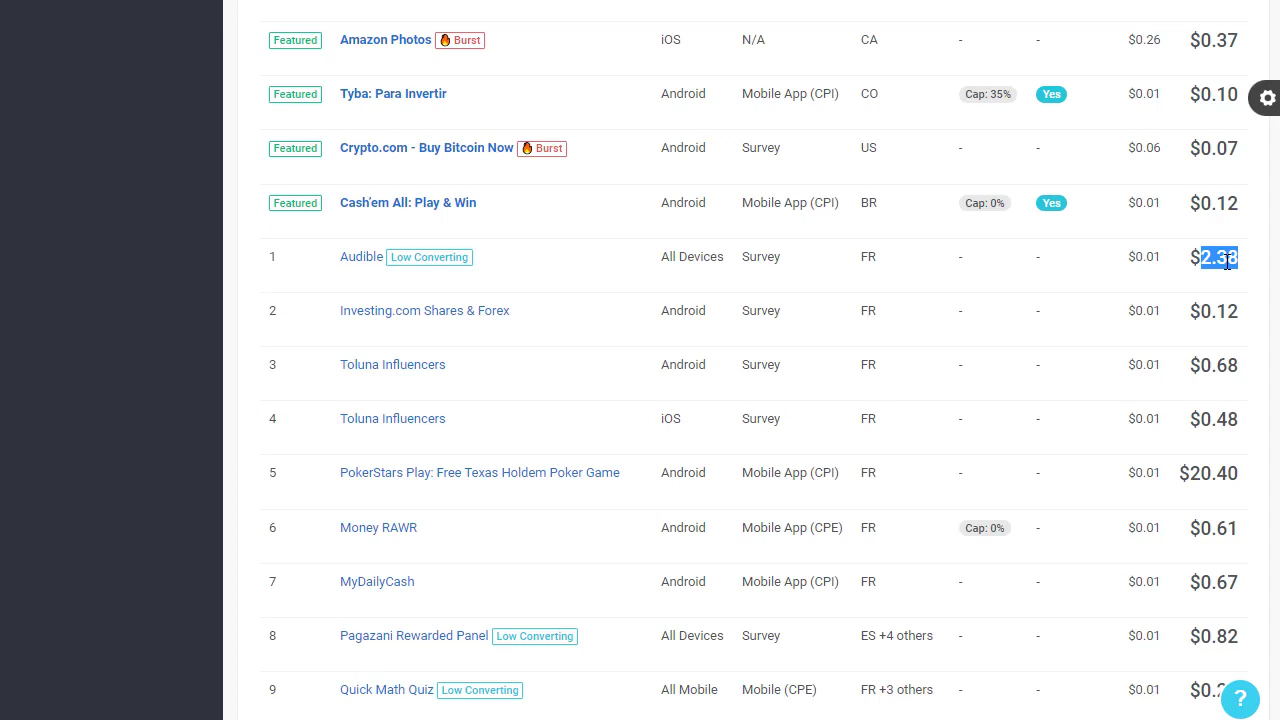 Featured Amazon Photos Burst iOS N/A CA - - $0.26 $0.37
Featured Tyba: Para Invertir Android Mobile App (CPI) CO Cap: 35% Yes $0.01 $0.10
Featured Crypto.com - Buy Bitcoin Now Burst Android Survey US - - $0.06 $0.07
Featured Cash'em All: Play & Win Android Mobile App (CPI) BR Cap: 0% Yes $0.01 $0.12
1 Audible Low Converting All Devices Survey FR - - $0.01 $2.38
2 Investing.com Shares & Forex Android Survey FR - - $0.01 $0.12
3 Toluna Influencers Android Survey FR - - $0.01 $0.68
4 Toluna Influencers iOS Survey FR - - $0.01 $0.48
5 PokerStars Play: Free Texas Holdem Poker Game Android Mobile App (CPI) FR - - $0.01 $20.40
6 Money RAWR Android Mobile App (CPE) FR Cap: 0% - $0.01 $0.61
7 MyDailyCash Android Mobile App (CPI) FR - - $0.01 $0.67
8 Pagazani Rewarded Panel Low Converting All Devices Survey ES +4 others - - $0.01 $0.82
9 Quick Math Quiz Low Converting All Mobile Mobile (CPE) FR +3 others - - $0.01
?